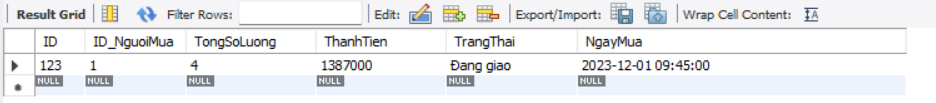 Result Grid Filter Rows: Edit: Export/Import: Wrap Cell Content: IA
ID ID_NguoiMua TongSoLuong ThanhTien TrangThai NgayMua
123 1 4 1387000 Đang giao 2023-12-01 09:45:00
NULL NULL NULL NULL NULL NULL